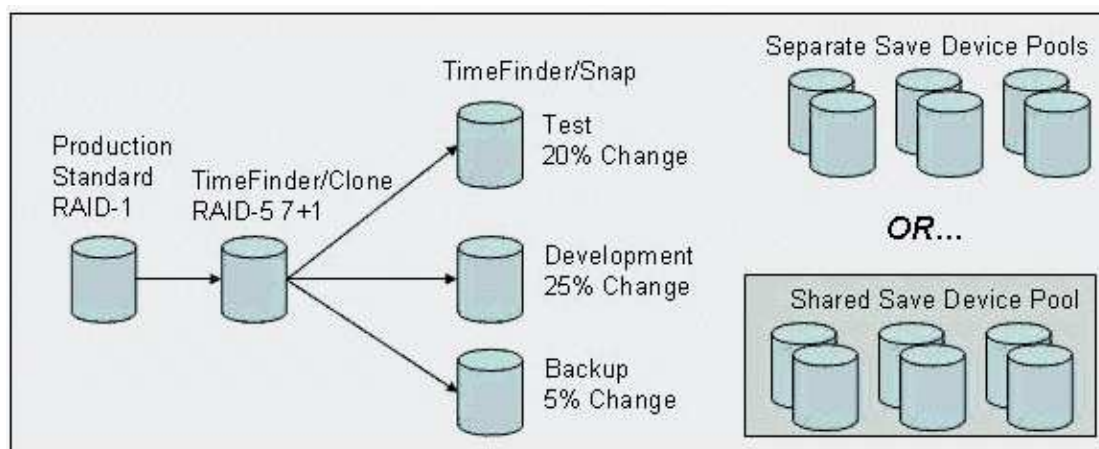 Production
Standard
RAID-1
TimeFinder/Clone
RAID-5 7+1
TimeFinder/Snap
Test
20% Change
Development
25% Change
Backup
5% Change
Separate Save Device Pools
OR...
Shared Save Device Pool